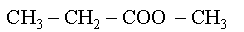 CH₃ – CH₂ – COO – CH₃